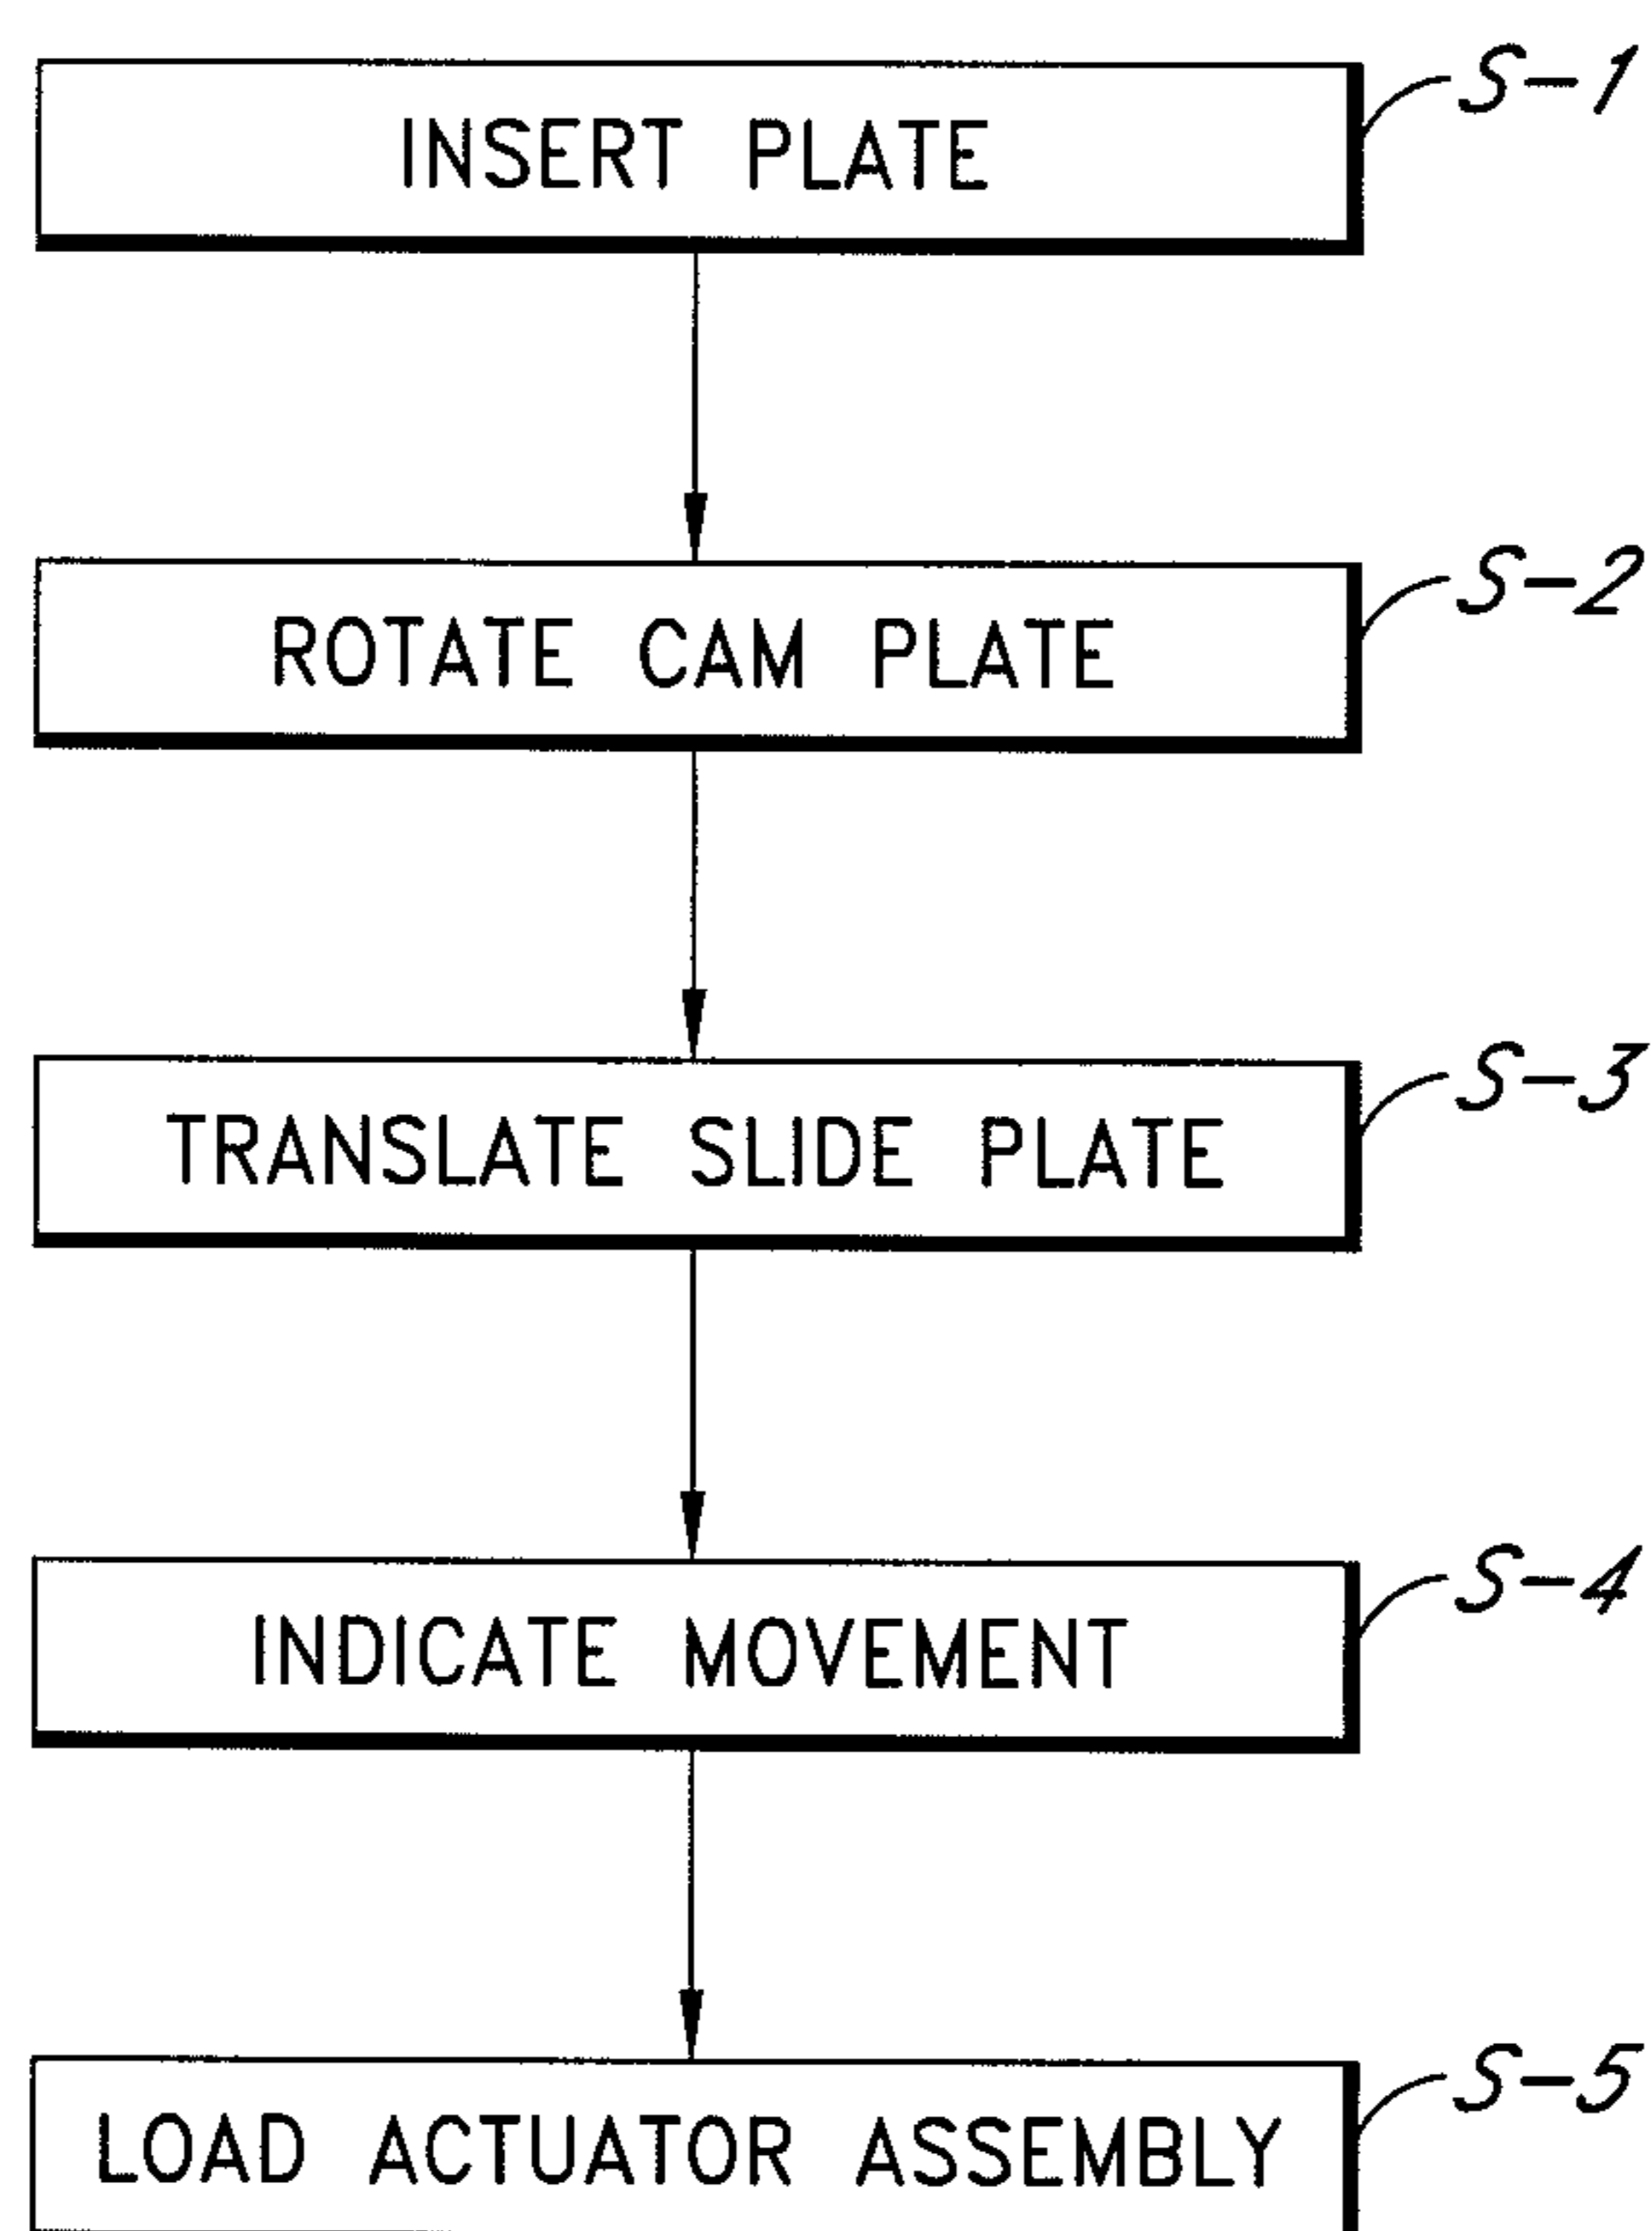 INSERT PLATE
S-1
ROTATE CAM PLATE
S-2
TRANSLATE SLIDE PLATE
S-3
INDICATE MOVEMENT
S-4
LOAD ACTUATOR ASSEMBLY
S-5